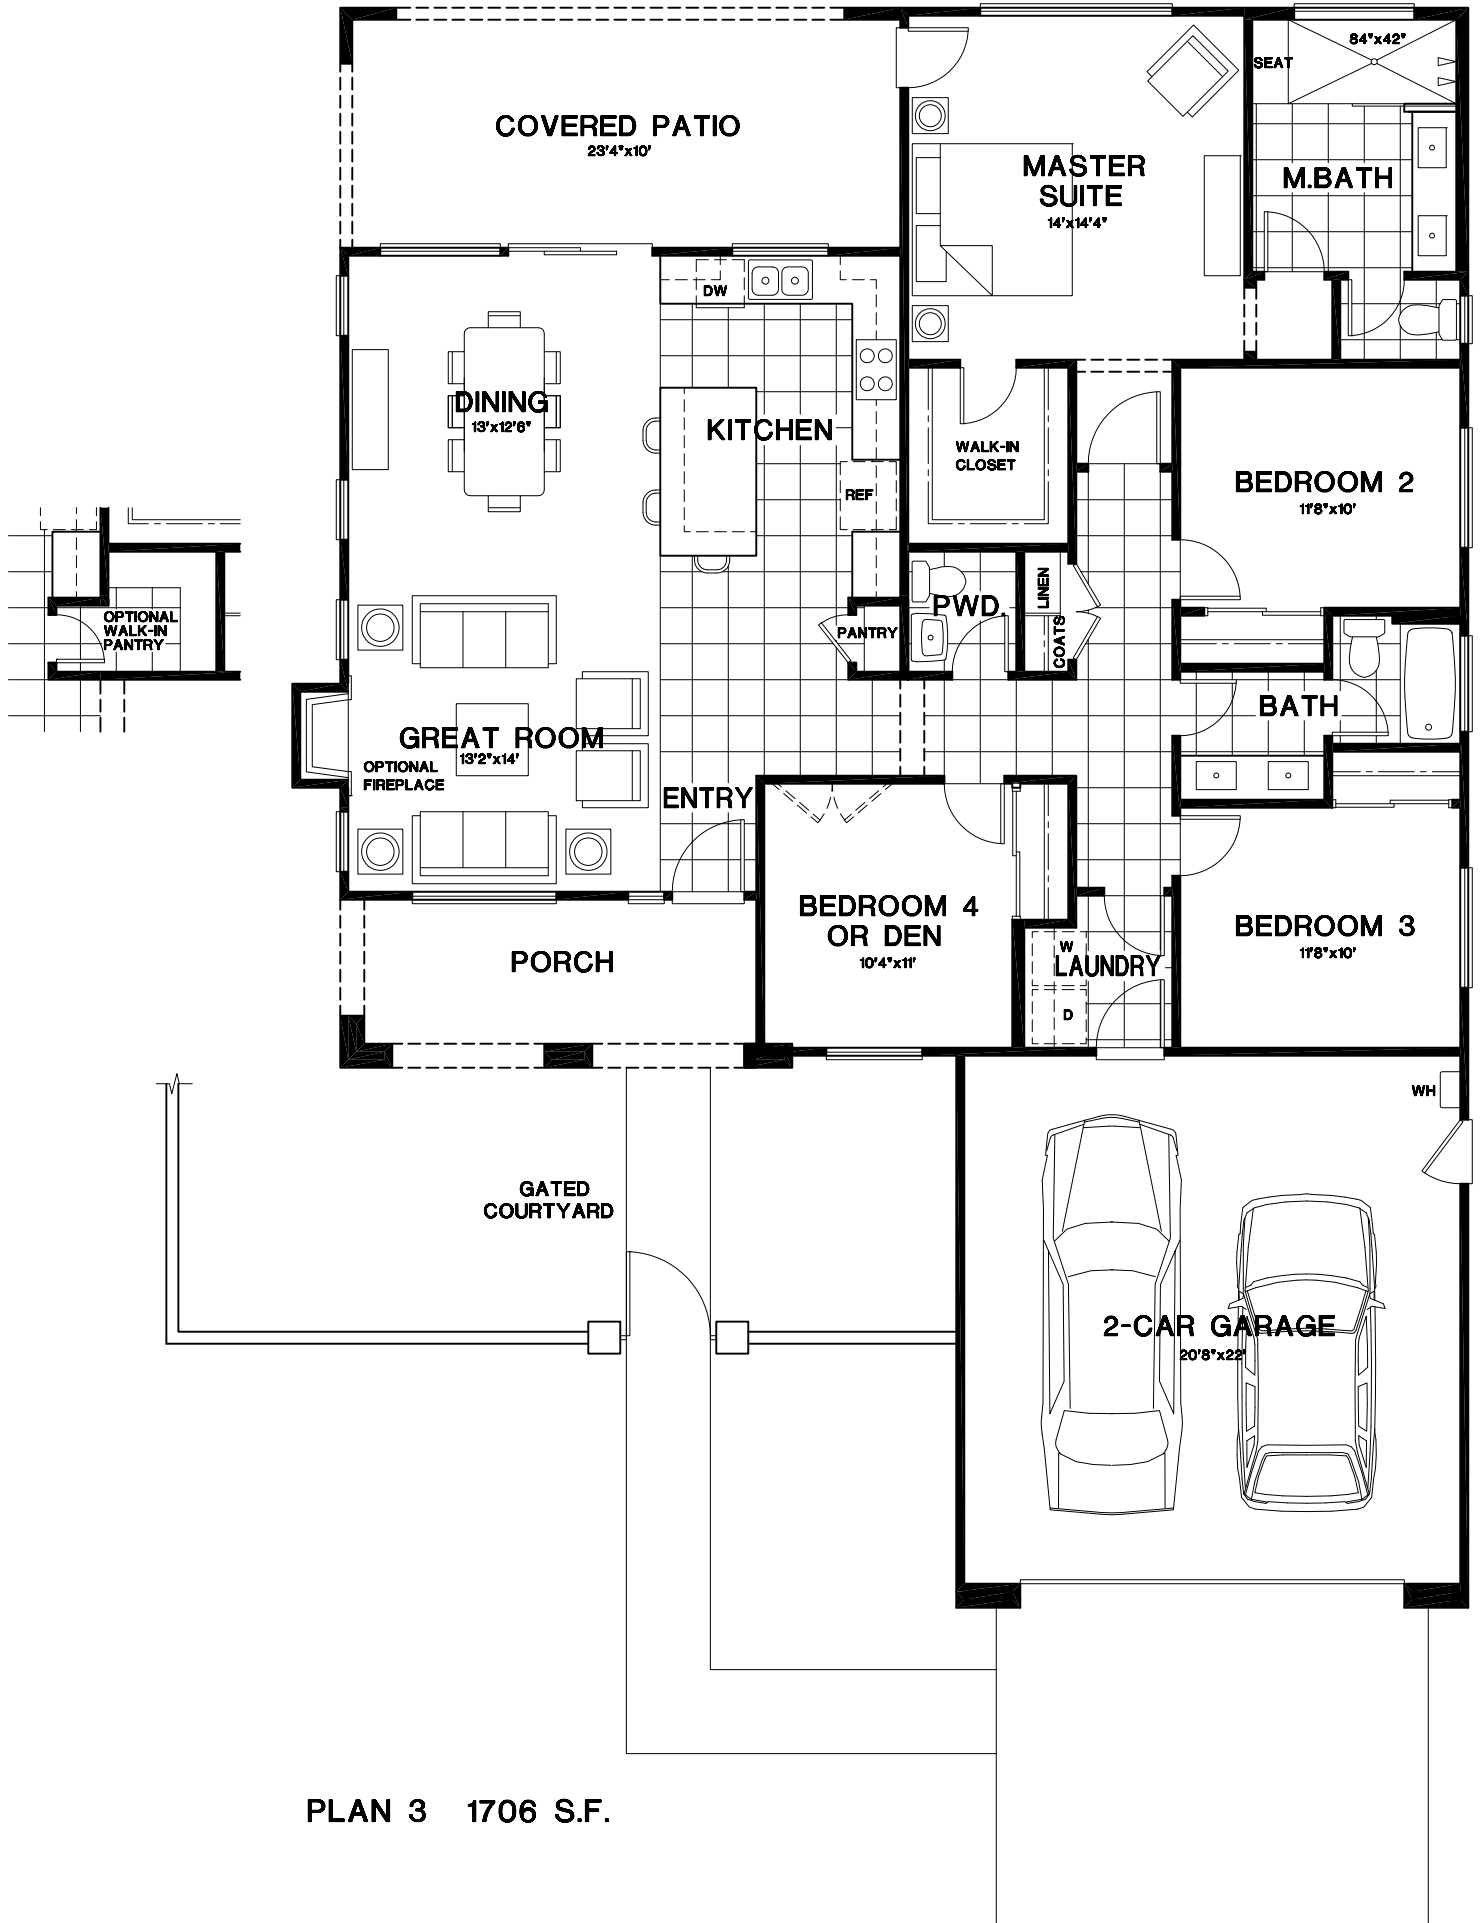 84"x42"
SEAT
COVERED PATIO
23'4"x10'
MASTER
SUITE
14'x14'4"
M.BATH
DW
DINING
13'x12'6"
KITCHEN
WALK-IN
CLOSET
REF
BEDROOM 2
11'8"x10'
OPTIONAL
WALK-IN
PANTRY
PANTRY
PWD.
LINEN
COATS
BATH
GREAT ROOM
13'2"x14'
OPTIONAL
FIREPLACE
ENTRY
BEDROOM 4
OR DEN
10'4"x11'
BEDROOM 3
11'8"x10'
W
LAUNDRY
D
PORCH
WH
GATED
COURTYARD
2-CAR GARAGE
20'8"x22'
PLAN 3 1706 S.F.